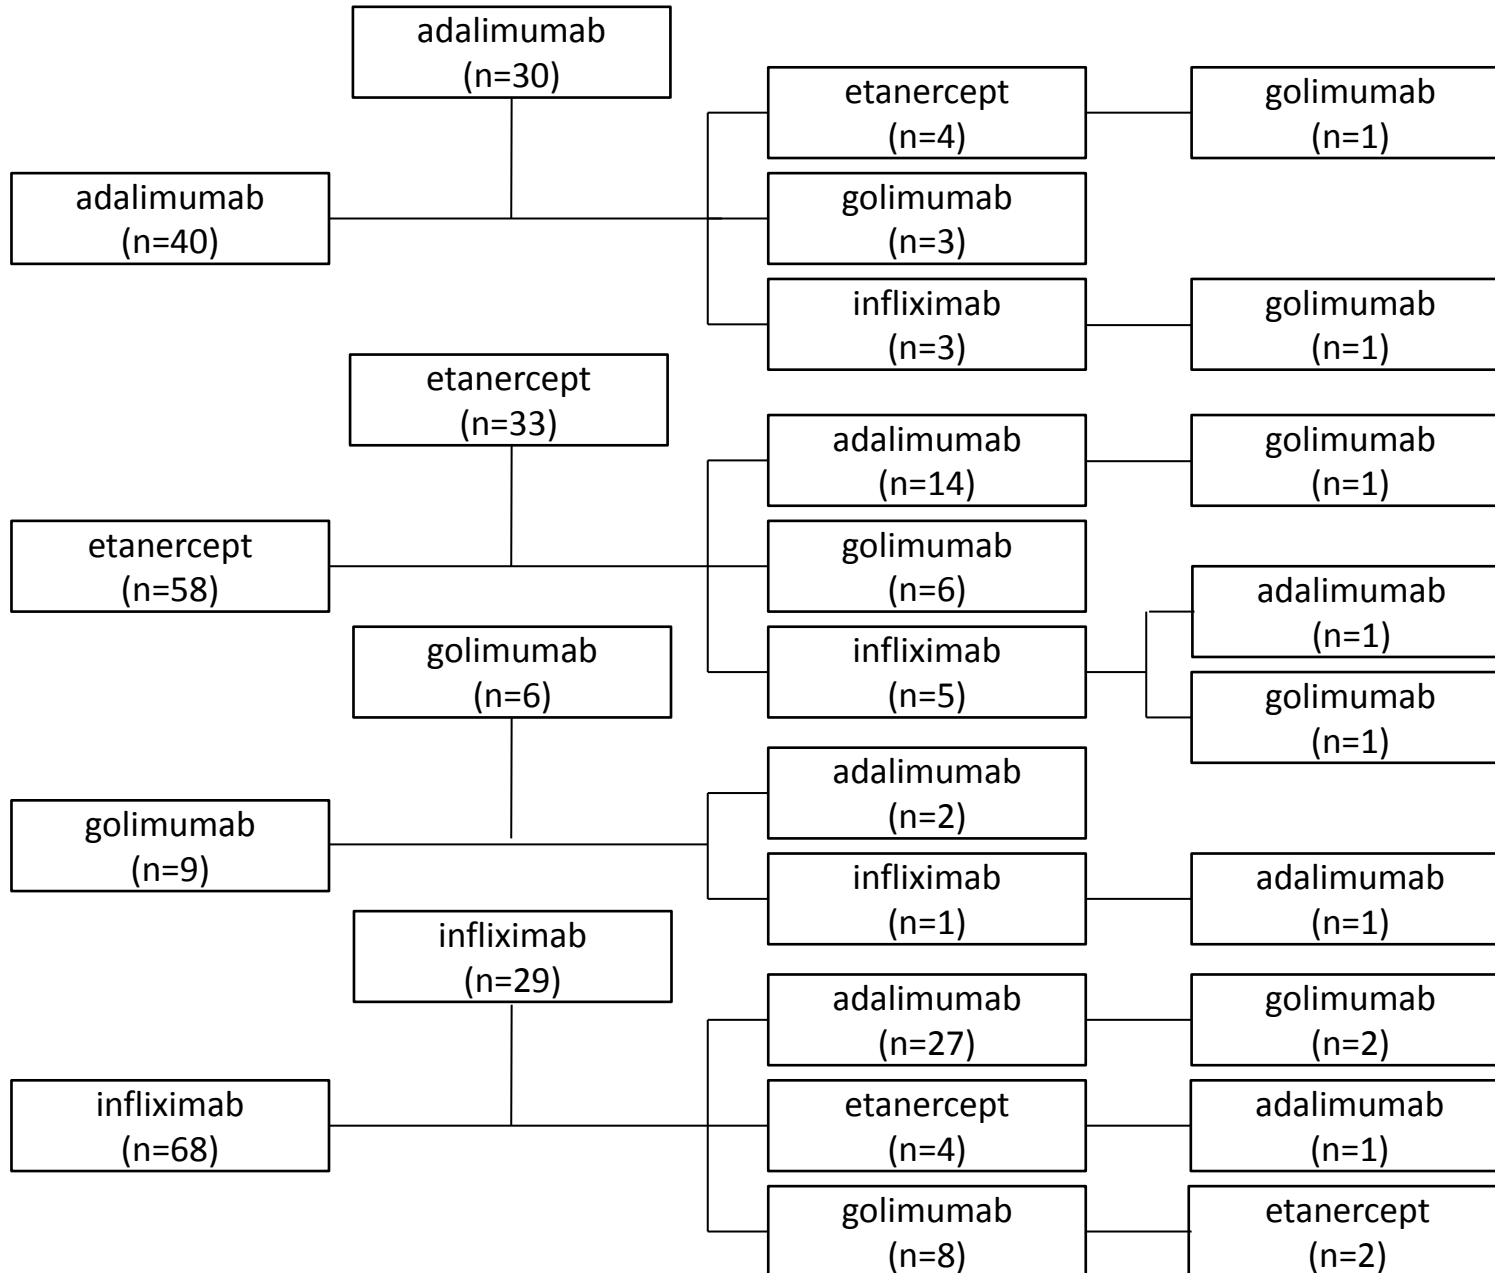 adalimumab
(n=30)
etanercept
(n=4)
golimumab
(n=1)
adalimumab
(n=40)
golimumab
(n=3)
infliximab
(n=3)
golimumab
(n=1)
etanercept
(n=33)
adalimumab
(n=14)
golimumab
(n=1)
etanercept
(n=58)
golimumab
(n=6)
adalimumab
(n=1)
golimumab
(n=6)
infliximab
(n=5)
golimumab
(n=1)
adalimumab
(n=2)
golimumab
(n=9)
infliximab
(n=1)
adalimumab
(n=1)
infliximab
(n=29)
adalimumab
(n=27)
golimumab
(n=2)
infliximab
(n=68)
etanercept
(n=4)
adalimumab
(n=1)
golimumab
(n=8)
etanercept
(n=2)